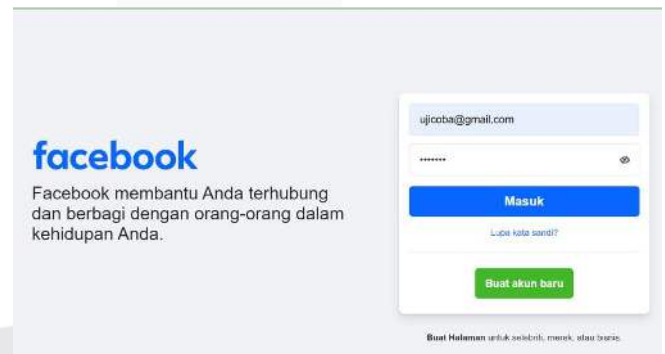 facebook
Facebook membantu Anda terhubung
dan berbagi dengan orang-orang dalam
kehidupan Anda.
ujicoba@gmail.com
•••••••
Masuk
Lupa kata sandi?
Buat akun baru
Buat Halaman untuk selebriti, merek, atau bisnis.